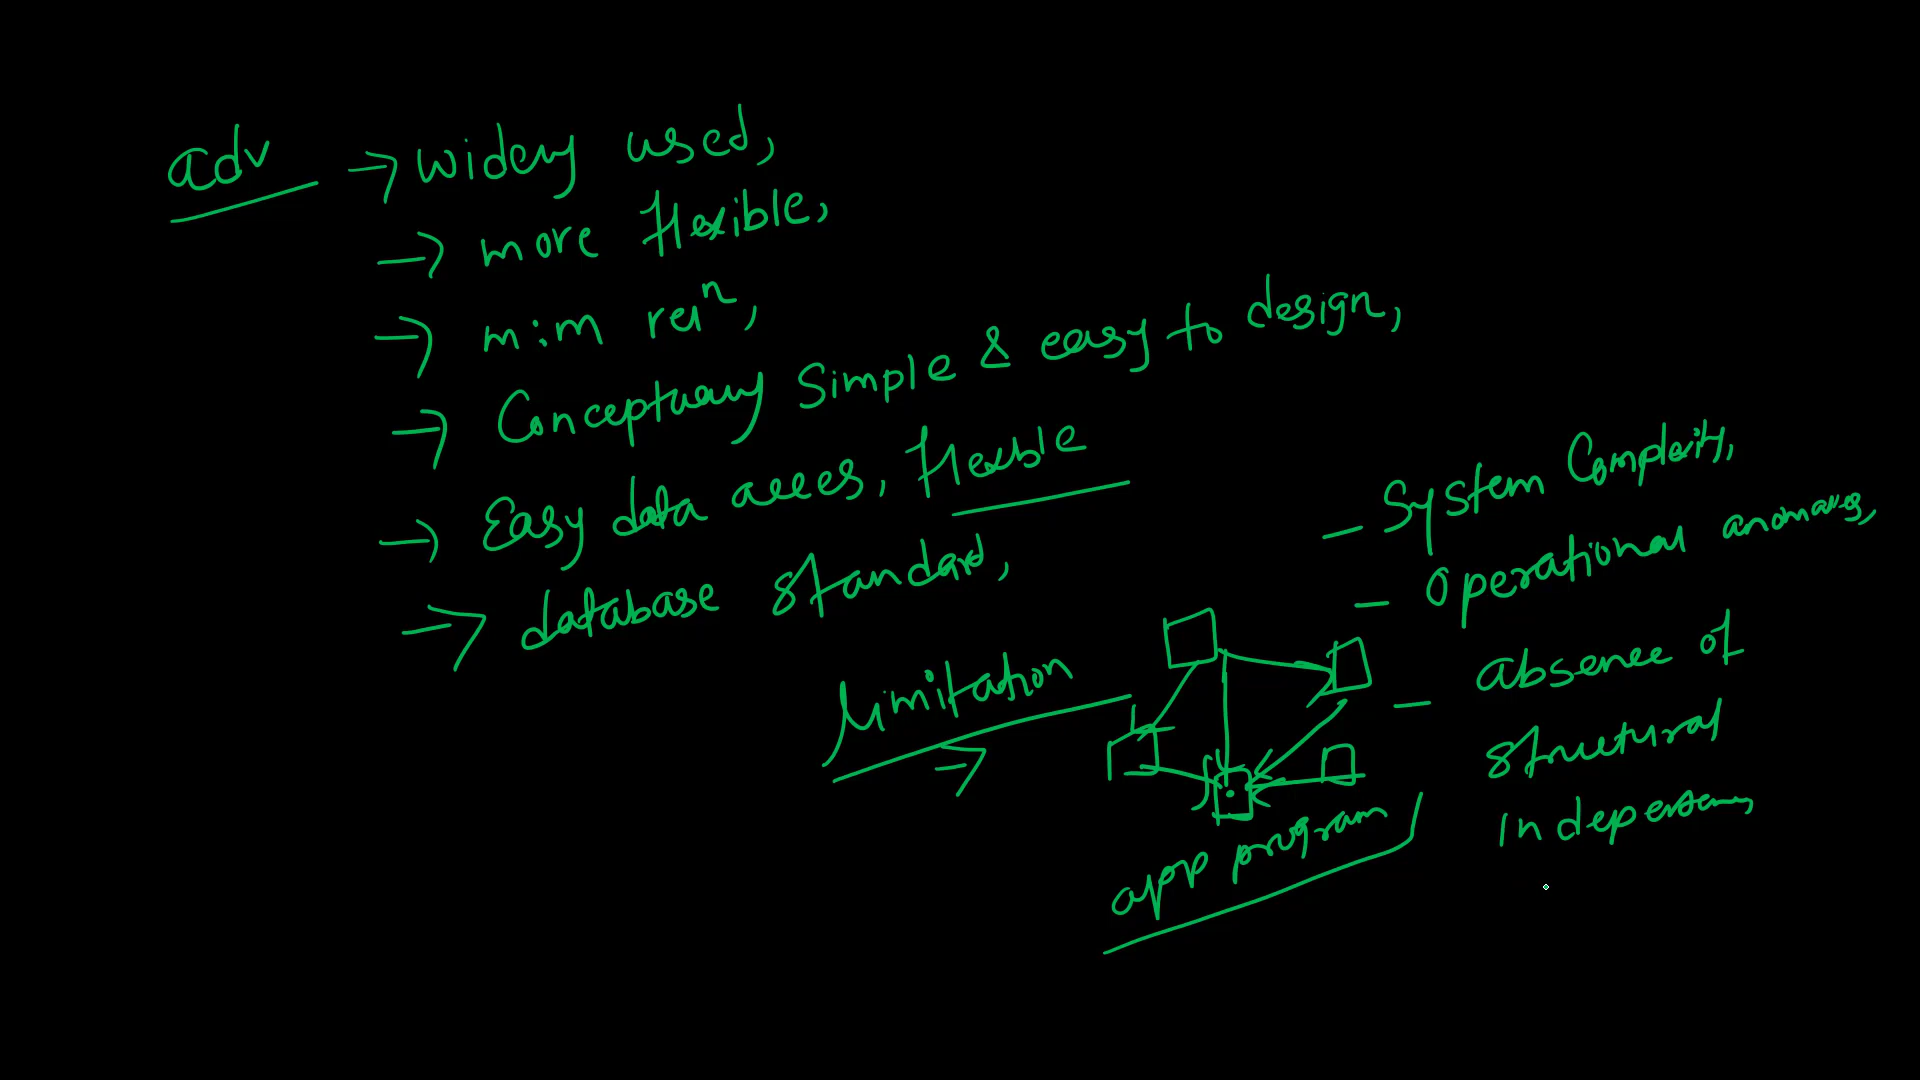 adv → widely used,
→ more flexible,
→ m:m relⁿ,
→ Conceptually Simple & easy to design,
→ Easy data access, flexible
→ database standard,
limitation →
- System Complexity,
- Operational anomalies,
- absence of
structural
independency
app program